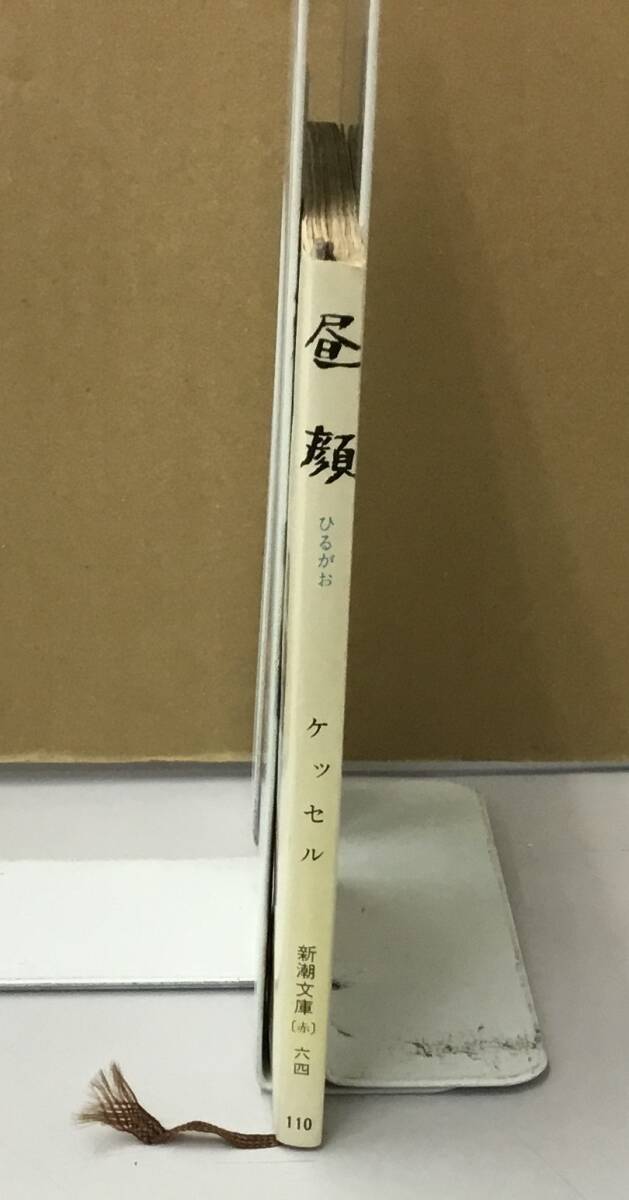 昼顔
ひるがお
ケッセル
新潮文庫
〔赤〕 六四
110